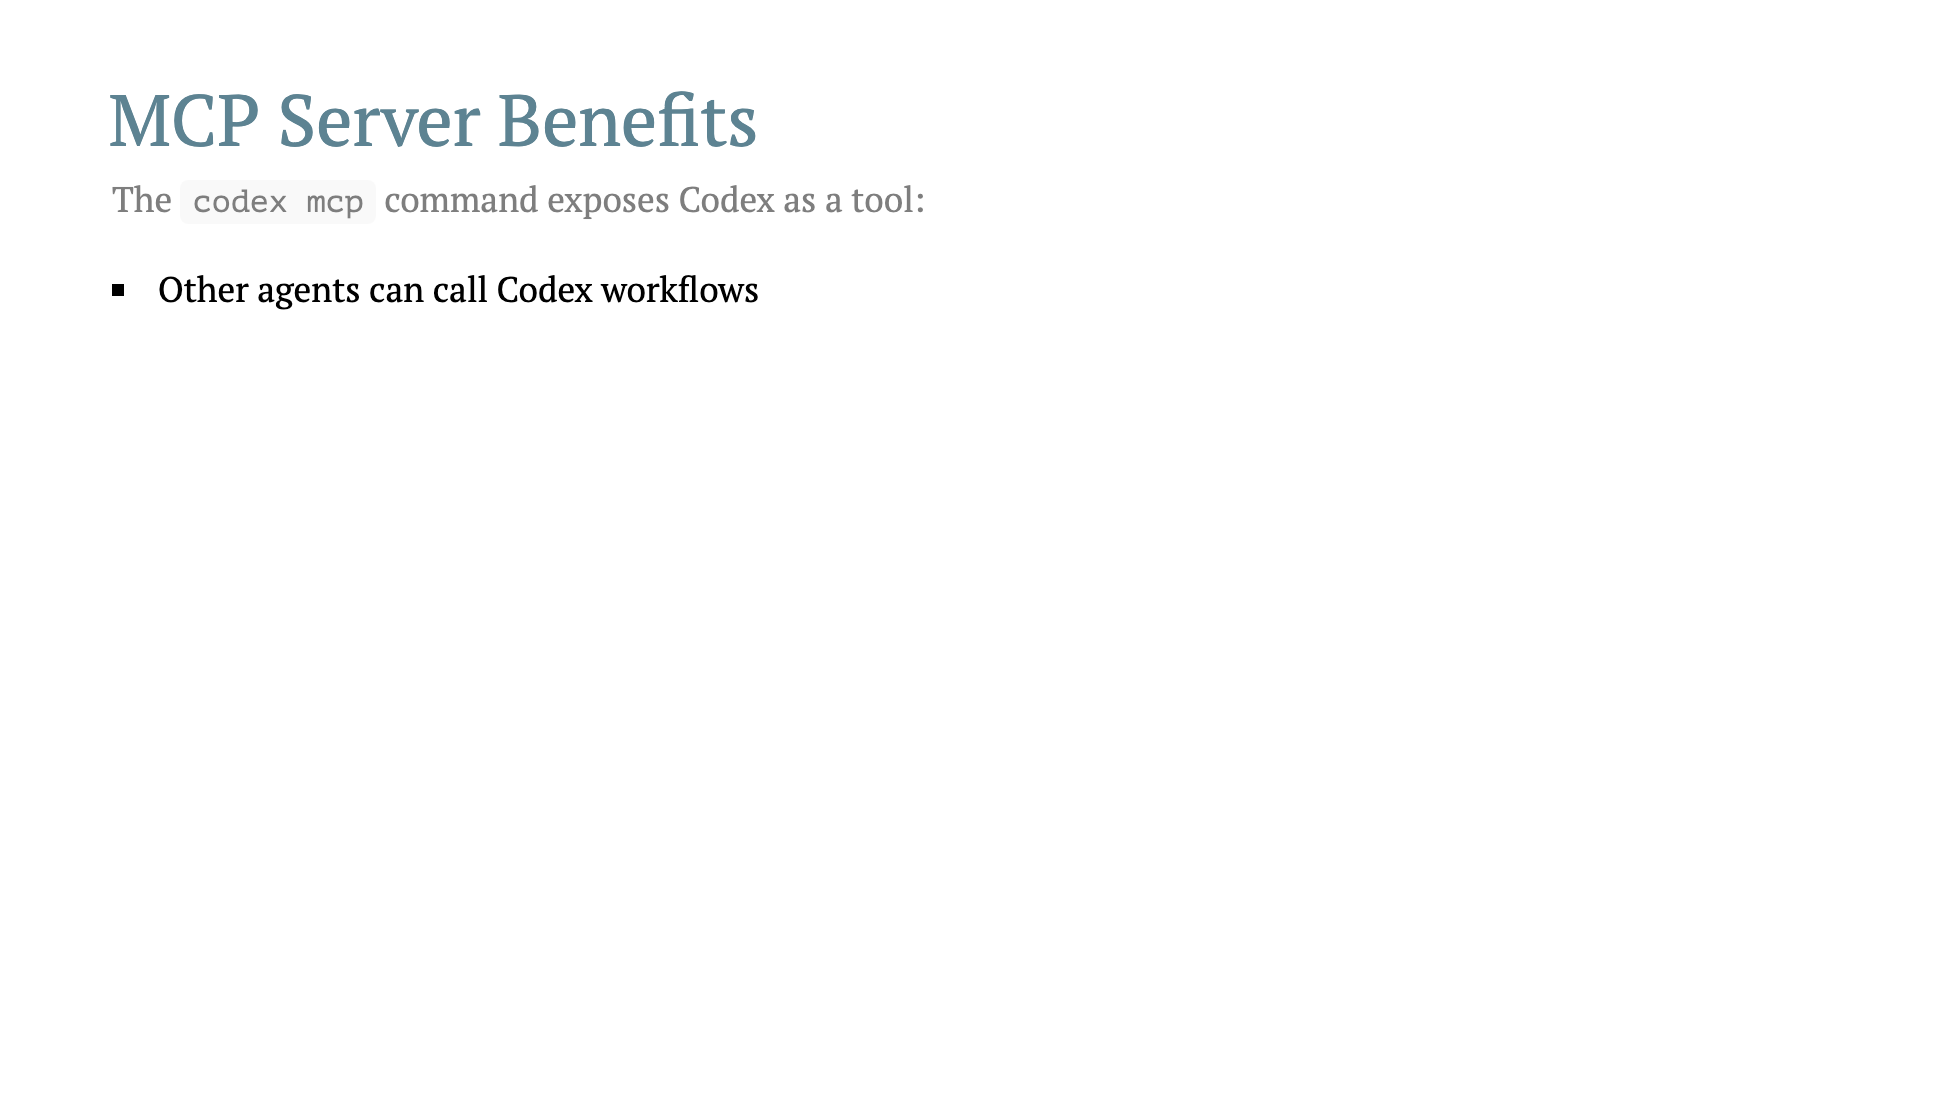 MCP Server Benefits
The codex mcp command exposes Codex as a tool:
▪ Other agents can call Codex workflows